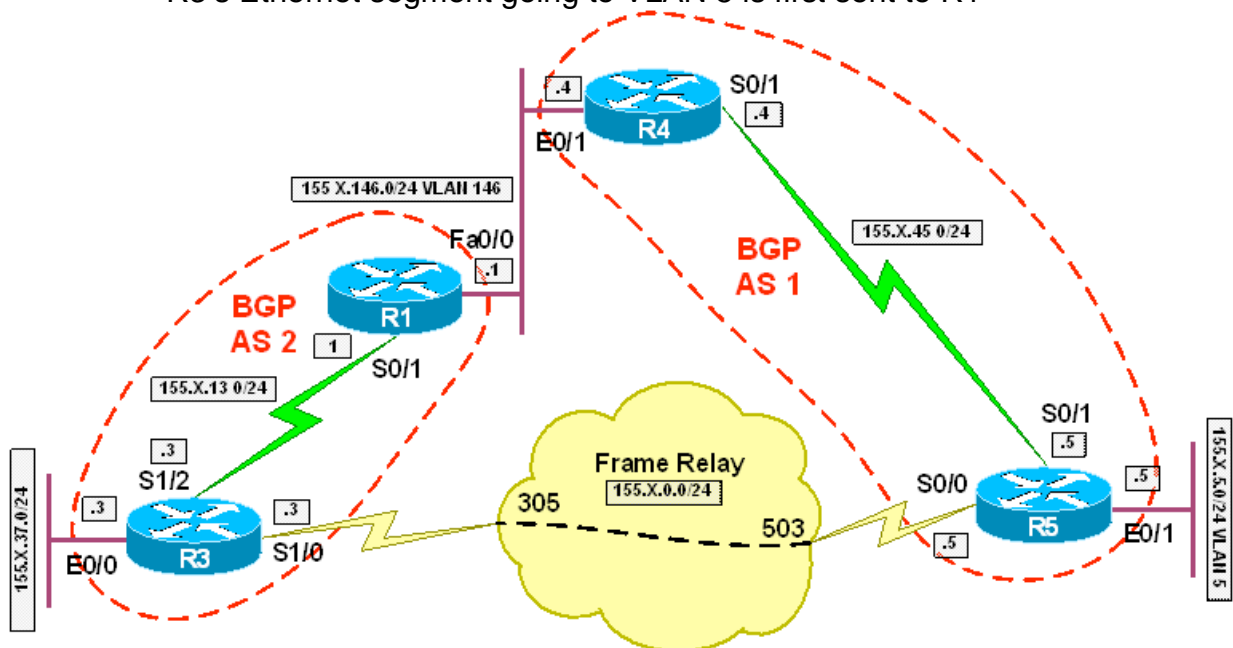 Ethernet segment going to VLAN is first sent to
.4
S0/1
R4
.4
E0/1
155 X.146.0/24 VLAN 146
Fa0/0
155.X.45 0/24
.1
BGP
AS 1
BGP
AS 2
R1
1
S0/1
155.X.13 0/24
S0/1
.3
Frame Relay
.5
S1/2
155.X.0.0/24
S0/0
.5
.3
.3
305
503
R5
155.X.37.0/24
R3
S1/0
.5
E0/1
E0/0
155.X.5.0/24 VLAN 5